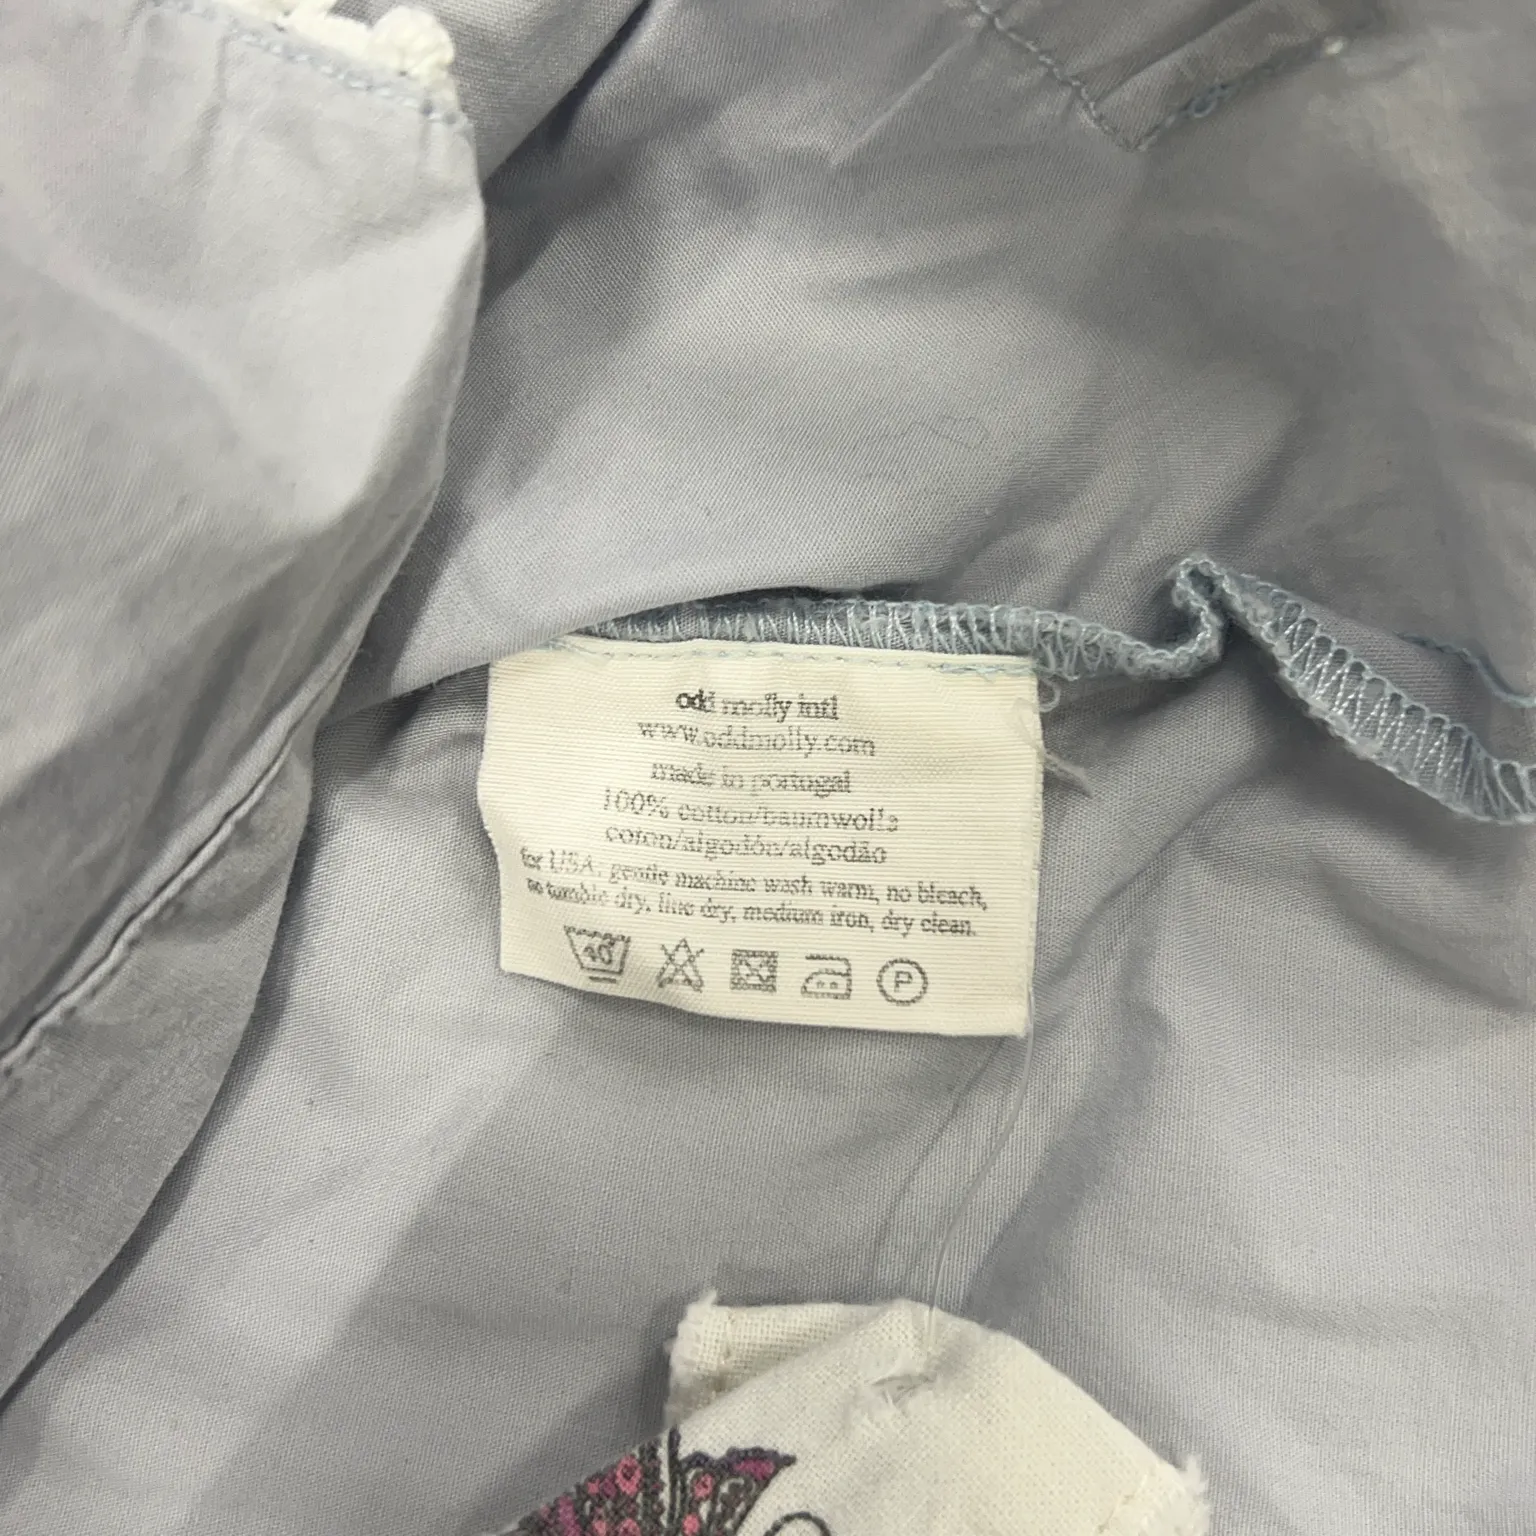 odd molly intl
www.oddmolly.com
made in portugal
100% cotton/baumwolle
coton/algodón/algodão
for USA: gentle machine wash warm, no bleach,
no tumble dry, line dry, medium iron, dry clean.
40 P